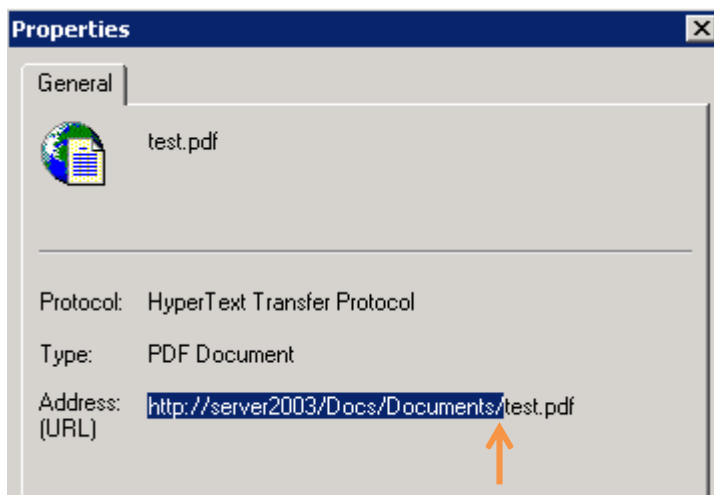 Properties
General
test.pdf
Protocol: HyperText Transfer Protocol
Type: PDF Document
Address: http://server2003/Docs/Documents/test.pdf
(URL)